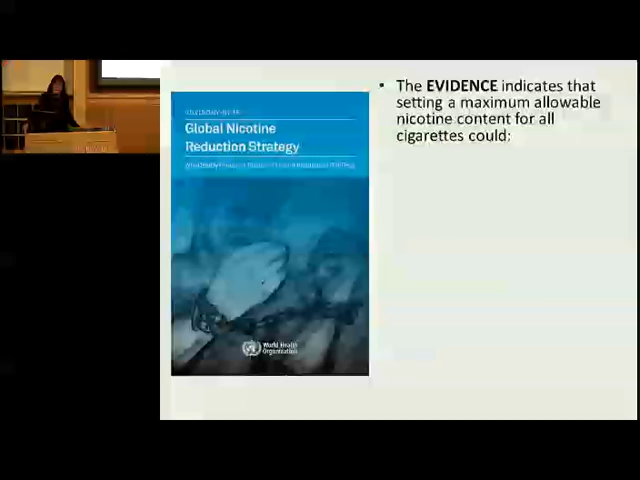 Global Nicotine
Reduction Strategy
World Health
Organization
• The EVIDENCE indicates that
setting a maximum allowable
nicotine content for all
cigarettes could: